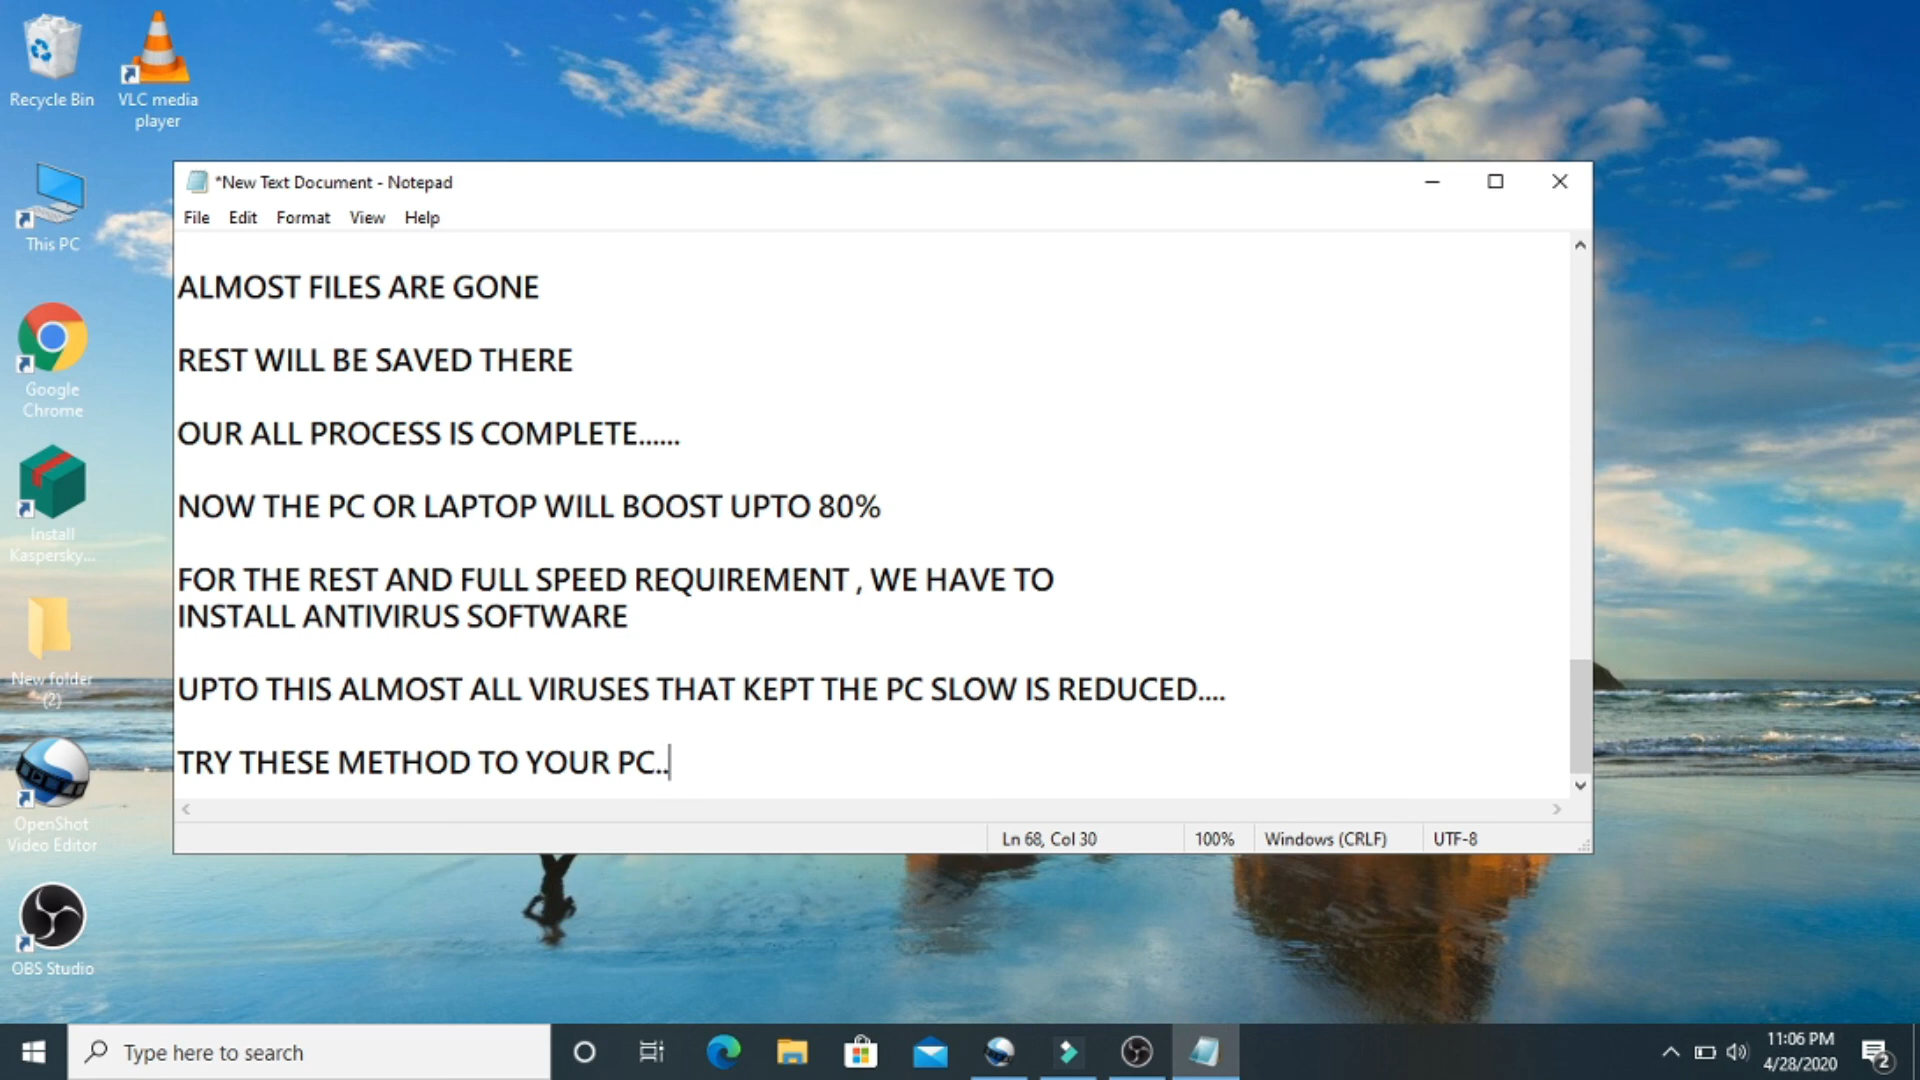 Recycle Bin
VLC media
player
This PC
Google
Chrome
Install
Kaspersky...
New folder
(2)
OpenShot
Video Editor
OBS Studio
*New Text Document - Notepad
File Edit Format View Help
ALMOST FILES ARE GONE
REST WILL BE SAVED THERE
OUR ALL PROCESS IS COMPLETE......
NOW THE PC OR LAPTOP WILL BOOST UPTO 80%
FOR THE REST AND FULL SPEED REQUIREMENT , WE HAVE TO
INSTALL ANTIVIRUS SOFTWARE
UPTO THIS ALMOST ALL VIRUSES THAT KEPT THE PC SLOW IS REDUCED....
TRY THESE METHOD TO YOUR PC..
Ln 68, Col 30 100% Windows (CRLF) UTF-8
Type here to search
11:06 PM
4/28/2020
2